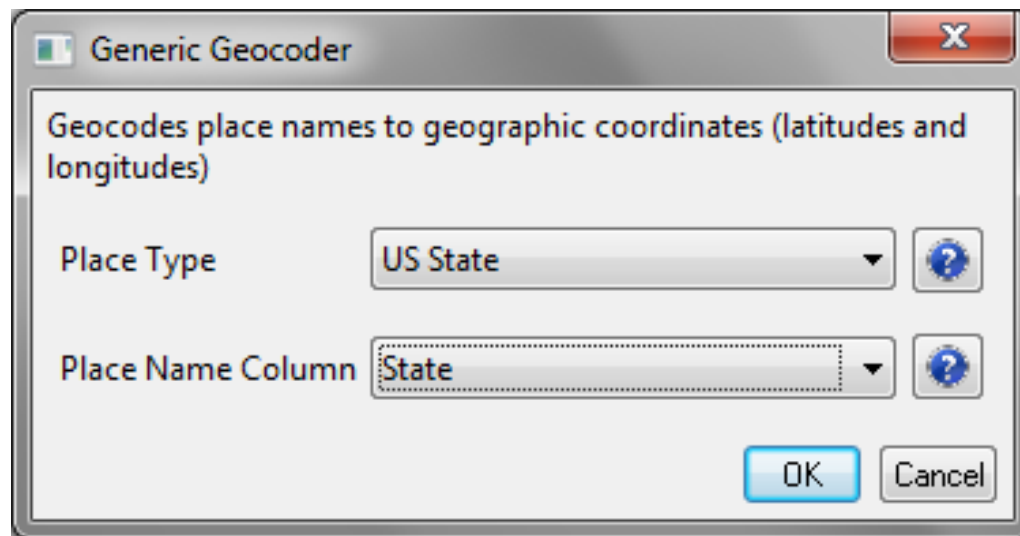 Generic Geocoder
Geocodes place names to geographic coordinates (latitudes and
longitudes)
Place Type US State
Place Name Column State
OK Cancel